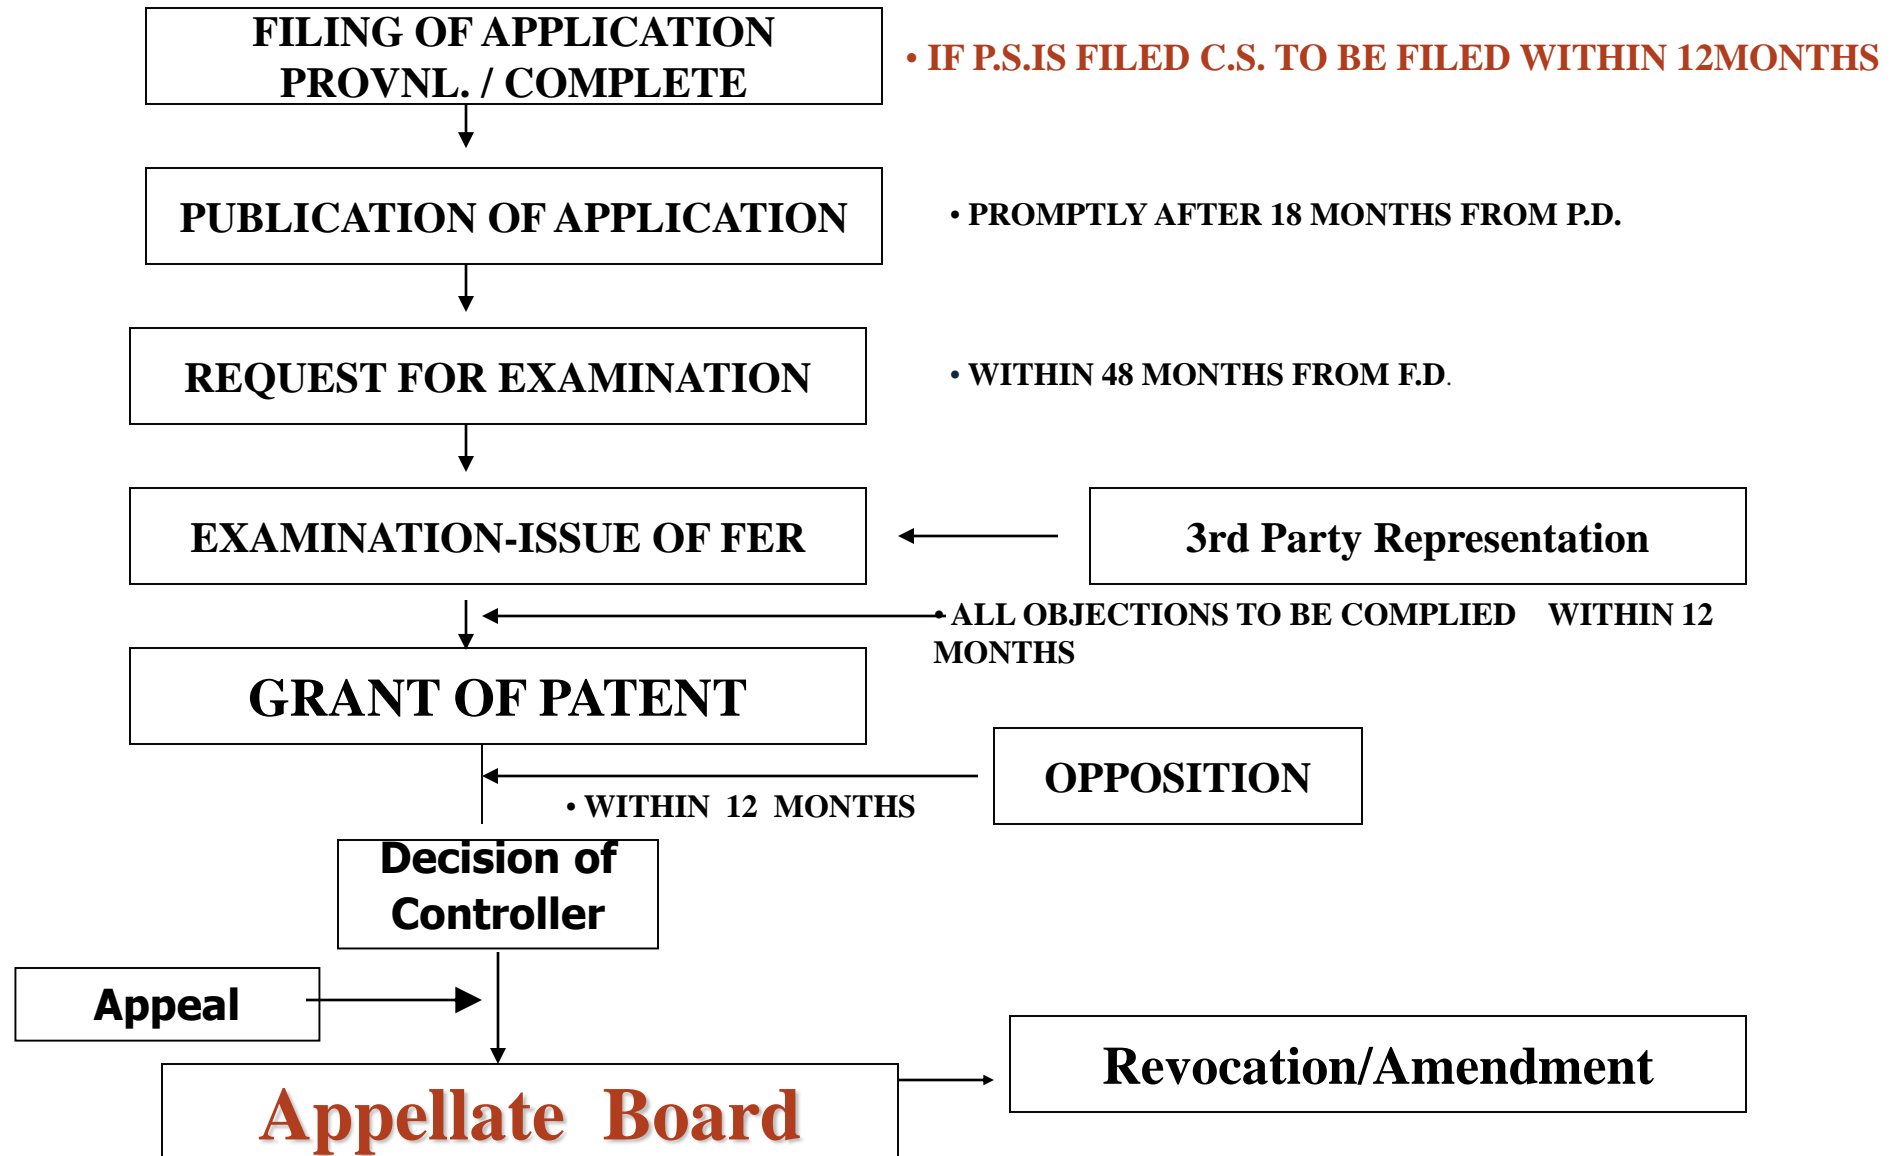 FILING OF APPLICATION
PROVNL. / COMPLETE
• IF P.S.IS FILED C.S. TO BE FILED WITHIN 12MONTHS
PUBLICATION OF APPLICATION
• PROMPTLY AFTER 18 MONTHS FROM P.D.
REQUEST FOR EXAMINATION
• WITHIN 48 MONTHS FROM F.D.
EXAMINATION-ISSUE OF FER
3rd Party Representation
• ALL OBJECTIONS TO BE COMPLIED WITHIN 12
MONTHS
GRANT OF PATENT
OPPOSITION
• WITHIN 12 MONTHS
Decision of
Controller
Appeal
Revocation/Amendment
Appellate Board